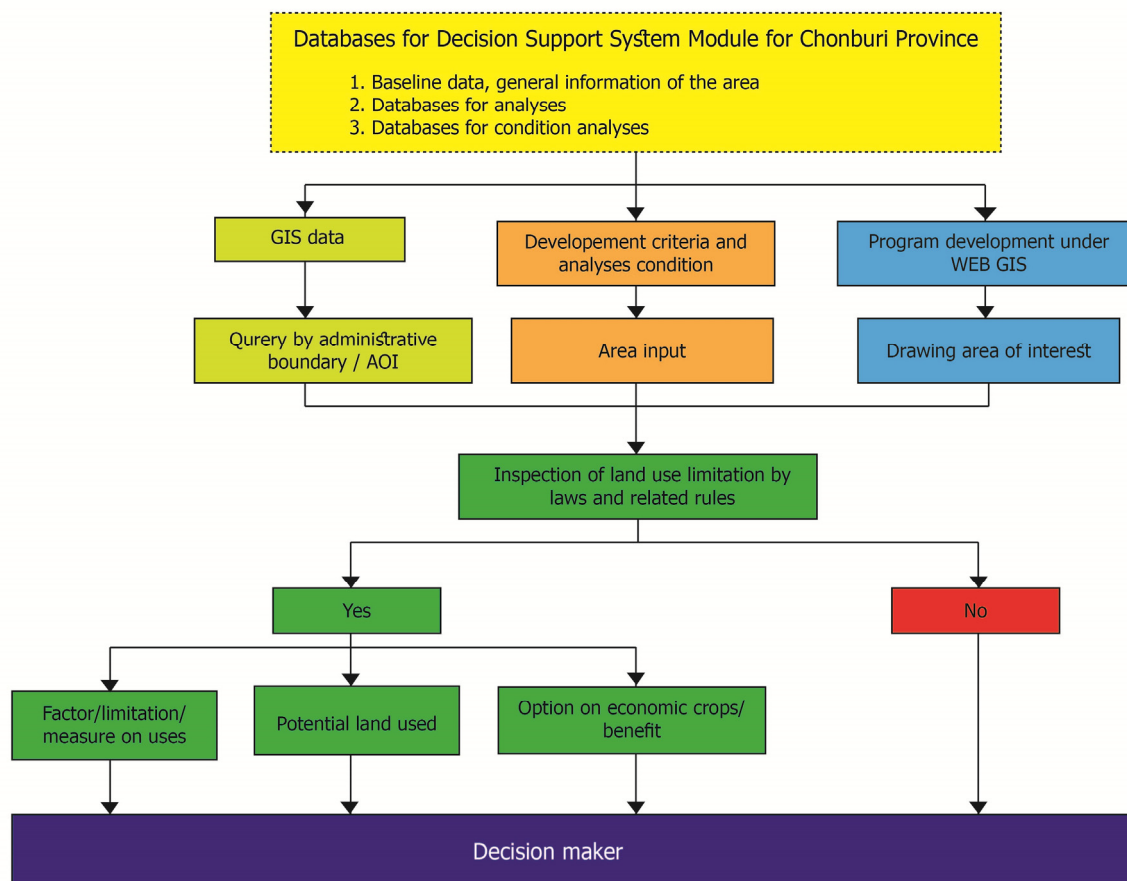 Databases for Decision Support System Module for Chonburi Province
1. Baseline data, general information of the area
2. Databases for analyses
3. Databases for condition analyses
GIS data
Developement criteria and
analyses condition
Program development under
WEB GIS
Qurery by administrative
boundary / AOI
Area input
Drawing area of interest
Inspection of land use limitation by
laws and related rules
Yes
No
Factor/limitation/
measure on uses
Potential land used
Option on economic crops/
benefit
Decision maker